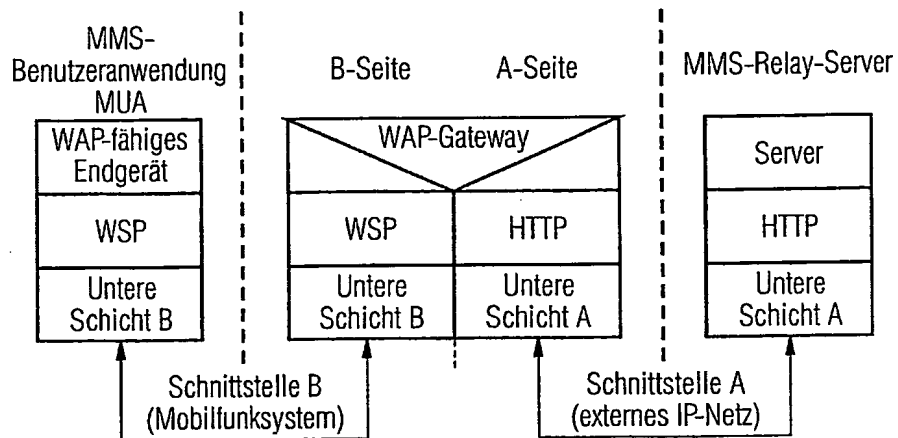 MMS-
Benutzeranwendung
MUA
B-Seite
A-Seite
MMS-Relay-Server
WAP-fähiges
Endgerät
WAP-Gateway
Server
WSP
WSP
HTTP
HTTP
Untere
Schicht B
Untere
Schicht B
Untere
Schicht A
Untere
Schicht A
Schnittstelle B
(Mobilfunksystem)
Schnittstelle A
(externes IP-Netz)